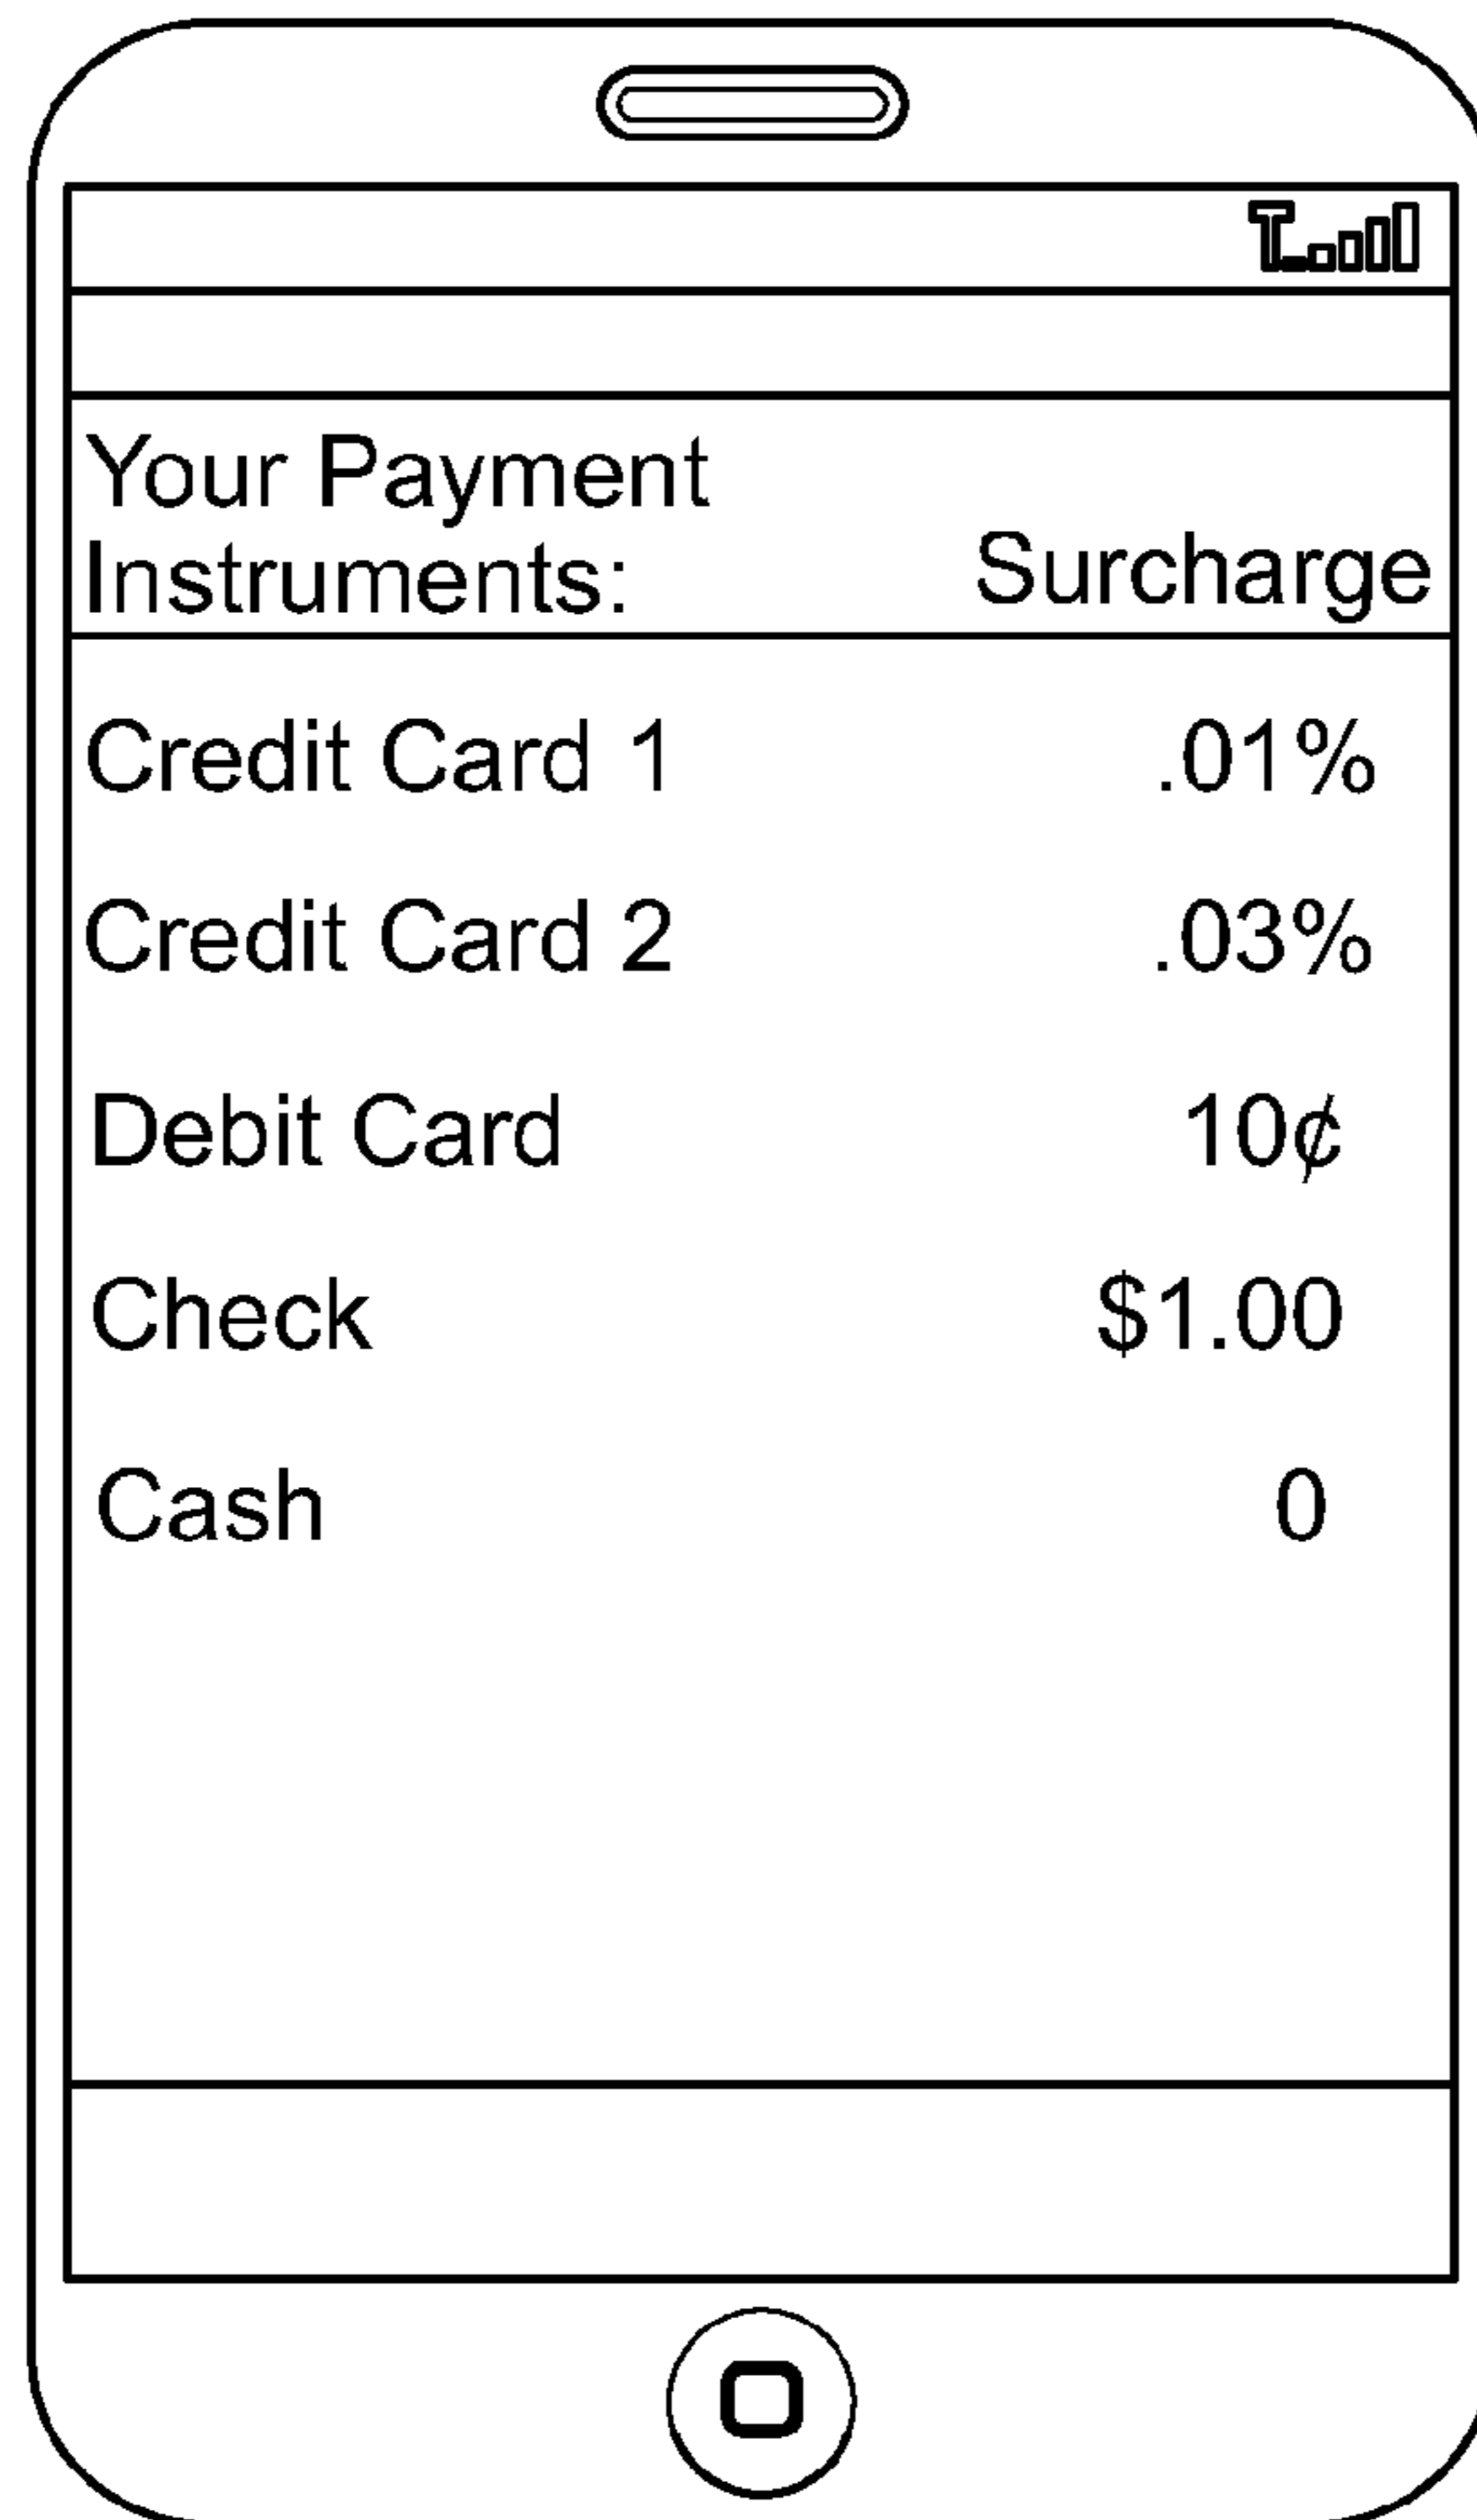 Your Payment
Instruments: Surcharge
Credit Card 1 .01%
Credit Card 2 .03%
Debit Card 10¢
Check $1.00
Cash 0